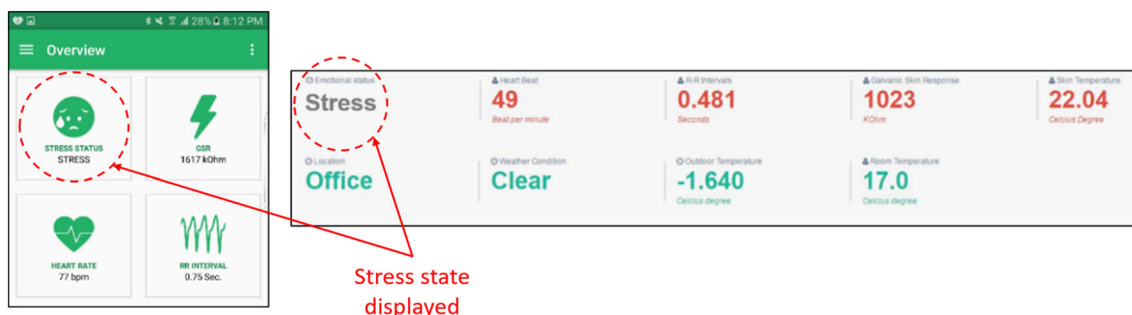 28% 8:12 PM
Overview
STRESS STATUS
STRESS
GSR
1617 kOhm
HEART RATE
77 bpm
RR INTERVAL
0.75 Sec.
Emotional status
Stress
Heart Beat
49
Beat per minute
R-R Intervals
0.481
Seconds
Galvanic Skin Response
1023
KOhm
Skin Temperature
22.04
Celcius Degree
Location
Office
Weather Condition
Clear
Outdoor Temperature
-1.640
Celcius degree
Room Temperature
17.0
Celcius degree
Stress state
displayed